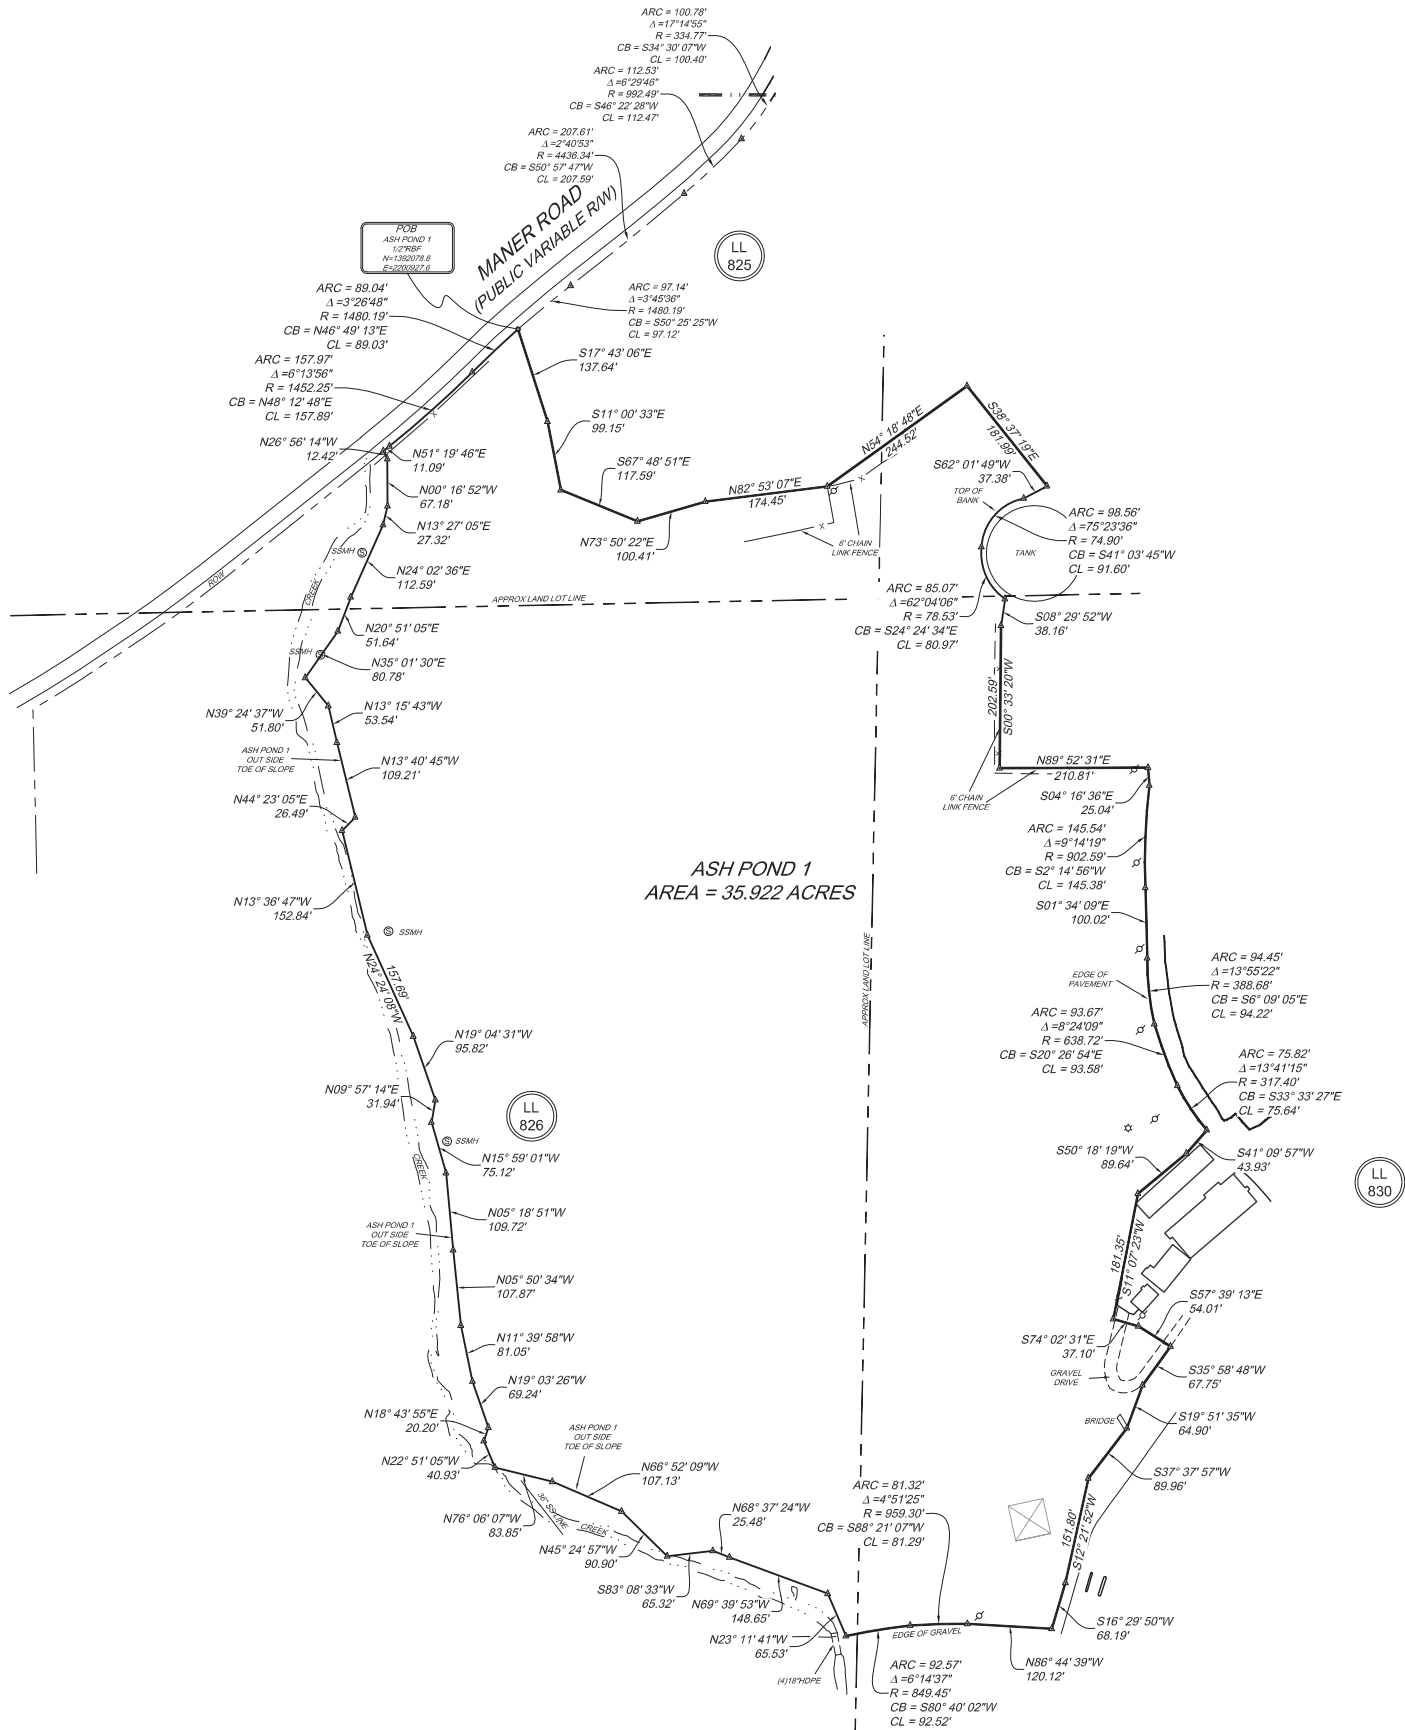 ARC = 100.78'
Δ =17°14'55"
R = 334.77'
CB = S34° 30' 07"W
CL = 100.40'
ARC = 112.53'
Δ =6°29'46"
R = 992.49'
CB = S46° 22' 28"W
CL = 112.47'
ARC = 207.61'
Δ =2°40'53"
R = 4436.34'
CB = S50° 57' 47"W
CL = 207.59'
MANER ROAD
(PUBLIC VARIABLE R/W)
LL
825
POB
ASH POND 1
1/2"RBF
N=1392078.8
E=2200927.6
ARC = 89.04'
Δ =3°26'48"
R = 1480.19'
CB = N46° 49' 13"E
CL = 89.03'
ARC = 97.14'
Δ =3°45'36"
R = 1480.19'
CB = S50° 25' 25"W
CL = 97.12'
ARC = 157.97'
Δ =6°13'56"
R = 1452.25'
CB = N48° 12' 48"E
CL = 157.89'
S17° 43' 06"E
137.64'
S11° 00' 33"E
99.15'
S67° 48' 51"E
117.59'
N73° 50' 22"E
100.41'
N82° 53' 07"E
174.45'
N54° 18' 48"E
244.52'
S38° 37' 19"E
181.99'
S62° 01' 49"W
37.38'
TOP OF
BANK
6' CHAIN
LINK FENCE
TANK
ARC = 98.56'
Δ =75°23'36"
R = 74.90'
CB = S41° 03' 45"W
CL = 91.60'
ARC = 85.07'
Δ =62°04'06"
R = 78.53'
CB = S24° 24' 34"E
CL = 80.97'
S08° 29' 52"W
38.16'
N26° 56' 14"W
12.42'
N51° 19' 46"E
11.09'
N00° 16' 52"W
67.18'
N13° 27' 05"E
27.32'
SSMH
N24° 02' 36"E
112.59'
ROW
CREEK
APPROX LAND LOT LINE
N20° 51' 05"E
51.64'
SSMH
N35° 01' 30"E
80.78'
N39° 24' 37"W
51.80'
N13° 15' 43"W
53.54'
ASH POND 1
OUT SIDE
TOE OF SLOPE
N13° 40' 45"W
109.21'
N44° 23' 05"E
26.49'
202.59'
S00° 33' 20"W
N89° 52' 31"E
210.81'
6' CHAIN
LINK FENCE
S04° 16' 36"E
25.04'
ARC = 145.54'
Δ =9°14'19"
R = 902.59'
CB = S2° 14' 56"W
CL = 145.38'
S01° 34' 09"E
100.02'
ASH POND 1
AREA = 35.922 ACRES
N13° 36' 47"W
152.84'
SSMH
157.69'
N24° 24' 08"W
APPROX LAND LOT LINE
EDGE OF
PAVEMENT
ARC = 94.45'
Δ =13°55'22"
R = 388.68'
CB = S6° 09' 05"E
CL = 94.22'
ARC = 93.67'
Δ =8°24'09"
R = 638.72'
CB = S20° 26' 54"E
CL = 93.58'
ARC = 75.82'
Δ =13°41'15"
R = 317.40'
CB = S33° 33' 27"E
CL = 75.64'
N19° 04' 31"W
95.82'
N09° 57' 14"E
31.94'
LL
826
SSMH
N15° 59' 01"W
75.12'
CREEK
S50° 18' 19"W
89.64'
S41° 09' 57"W
43.93'
LL
830
N05° 18' 51"W
109.72'
ASH POND 1
OUT SIDE
TOE OF SLOPE
N05° 50' 34"W
107.87'
181.35'
S11° 07' 23"W
S57° 39' 13"E
54.01'
S74° 02' 31"E
37.10'
N11° 39' 58"W
81.05'
GRAVEL
DRIVE
S35° 58' 48"W
67.75'
N19° 03' 26"W
69.24'
N18° 43' 55"E
20.20'
BRIDGE
S19° 51' 35"W
64.90'
ASH POND 1
OUT SIDE
TOE OF SLOPE
N22° 51' 05"W
40.93'
N66° 52' 09"W
107.13'
S37° 37' 57"W
89.96'
N76° 06' 07"W
83.85'
36" SS LINE
CREEK
N45° 24' 57"W
90.90'
N68° 37' 24"W
25.48'
ARC = 81.32'
Δ =4°51'25"
R = 959.30'
CB = S88° 21' 07"W
CL = 81.29'
151.80'
S12° 21' 52"W
S83° 08' 33"W
65.32'
N69° 39' 53"W
148.65'
N23° 11' 41"W
65.53'
EDGE OF GRAVEL
S16° 29' 50"W
68.19'
N86° 44' 39"W
120.12'
(4)18"HDPE
ARC = 92.57'
Δ =6°14'37"
R = 849.45'
CB = S80° 40' 02"W
CL = 92.52'